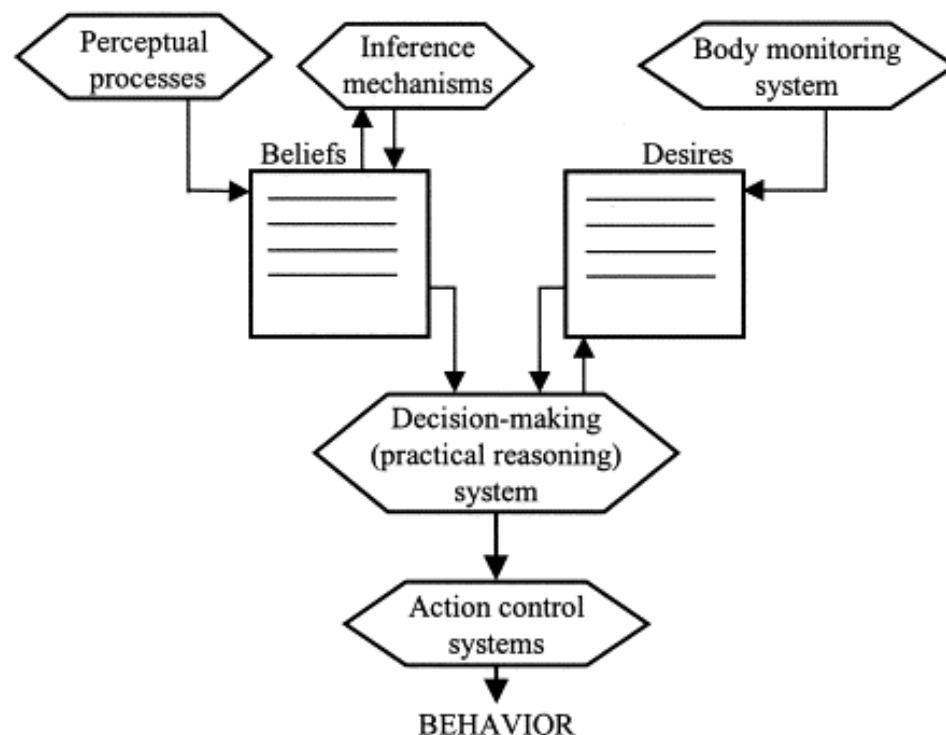 Perceptual
processes
Inference
mechanisms
Body monitoring
system
Beliefs
Desires
Decision-making
(practical reasoning)
system
Action control
systems
BEHAVIOR